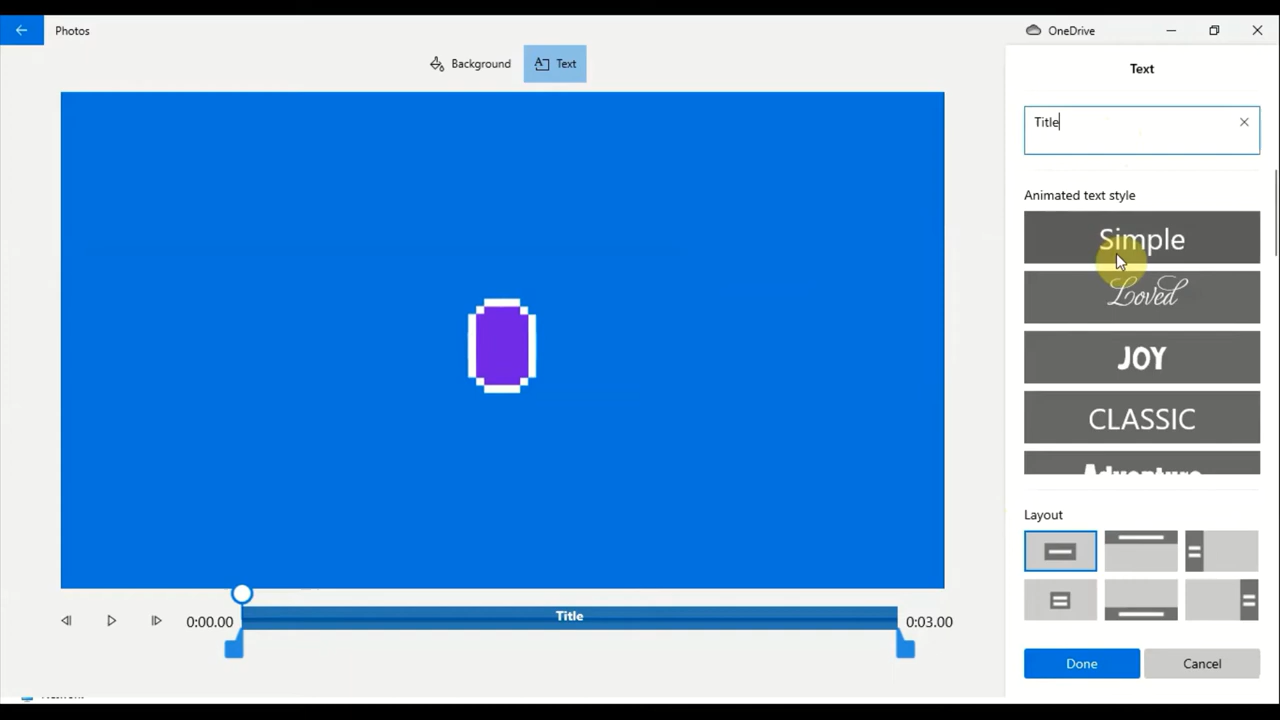 Photos
OneDrive
Background
Text
Text
Title
Animated text style
Simple
Loved
JOY
CLASSIC
Adventure
Layout
0:00.00
Title
0:03.00
Done
Cancel